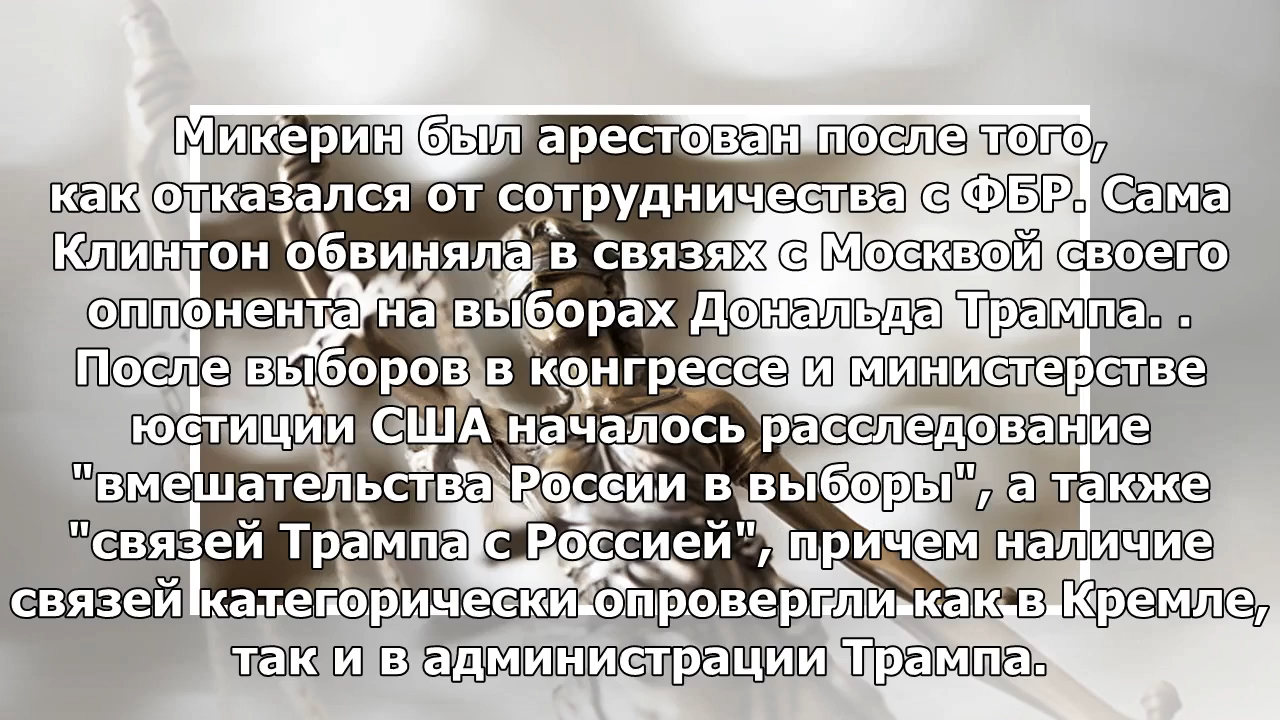 Микерин был арестован после того,
как отказался от сотрудничества с ФБР. Сама
Клинтон обвиняла в связях с Москвой своего
оппонента на выборах Дональда Трампа. .
После выборов в конгрессе и министерстве
юстиции США началось расследование
"вмешательства России в выборы", а также
"связей Трампа с Россией", причем наличие
связей категорически опровергли как в Кремле,
так и в администрации Трампа.